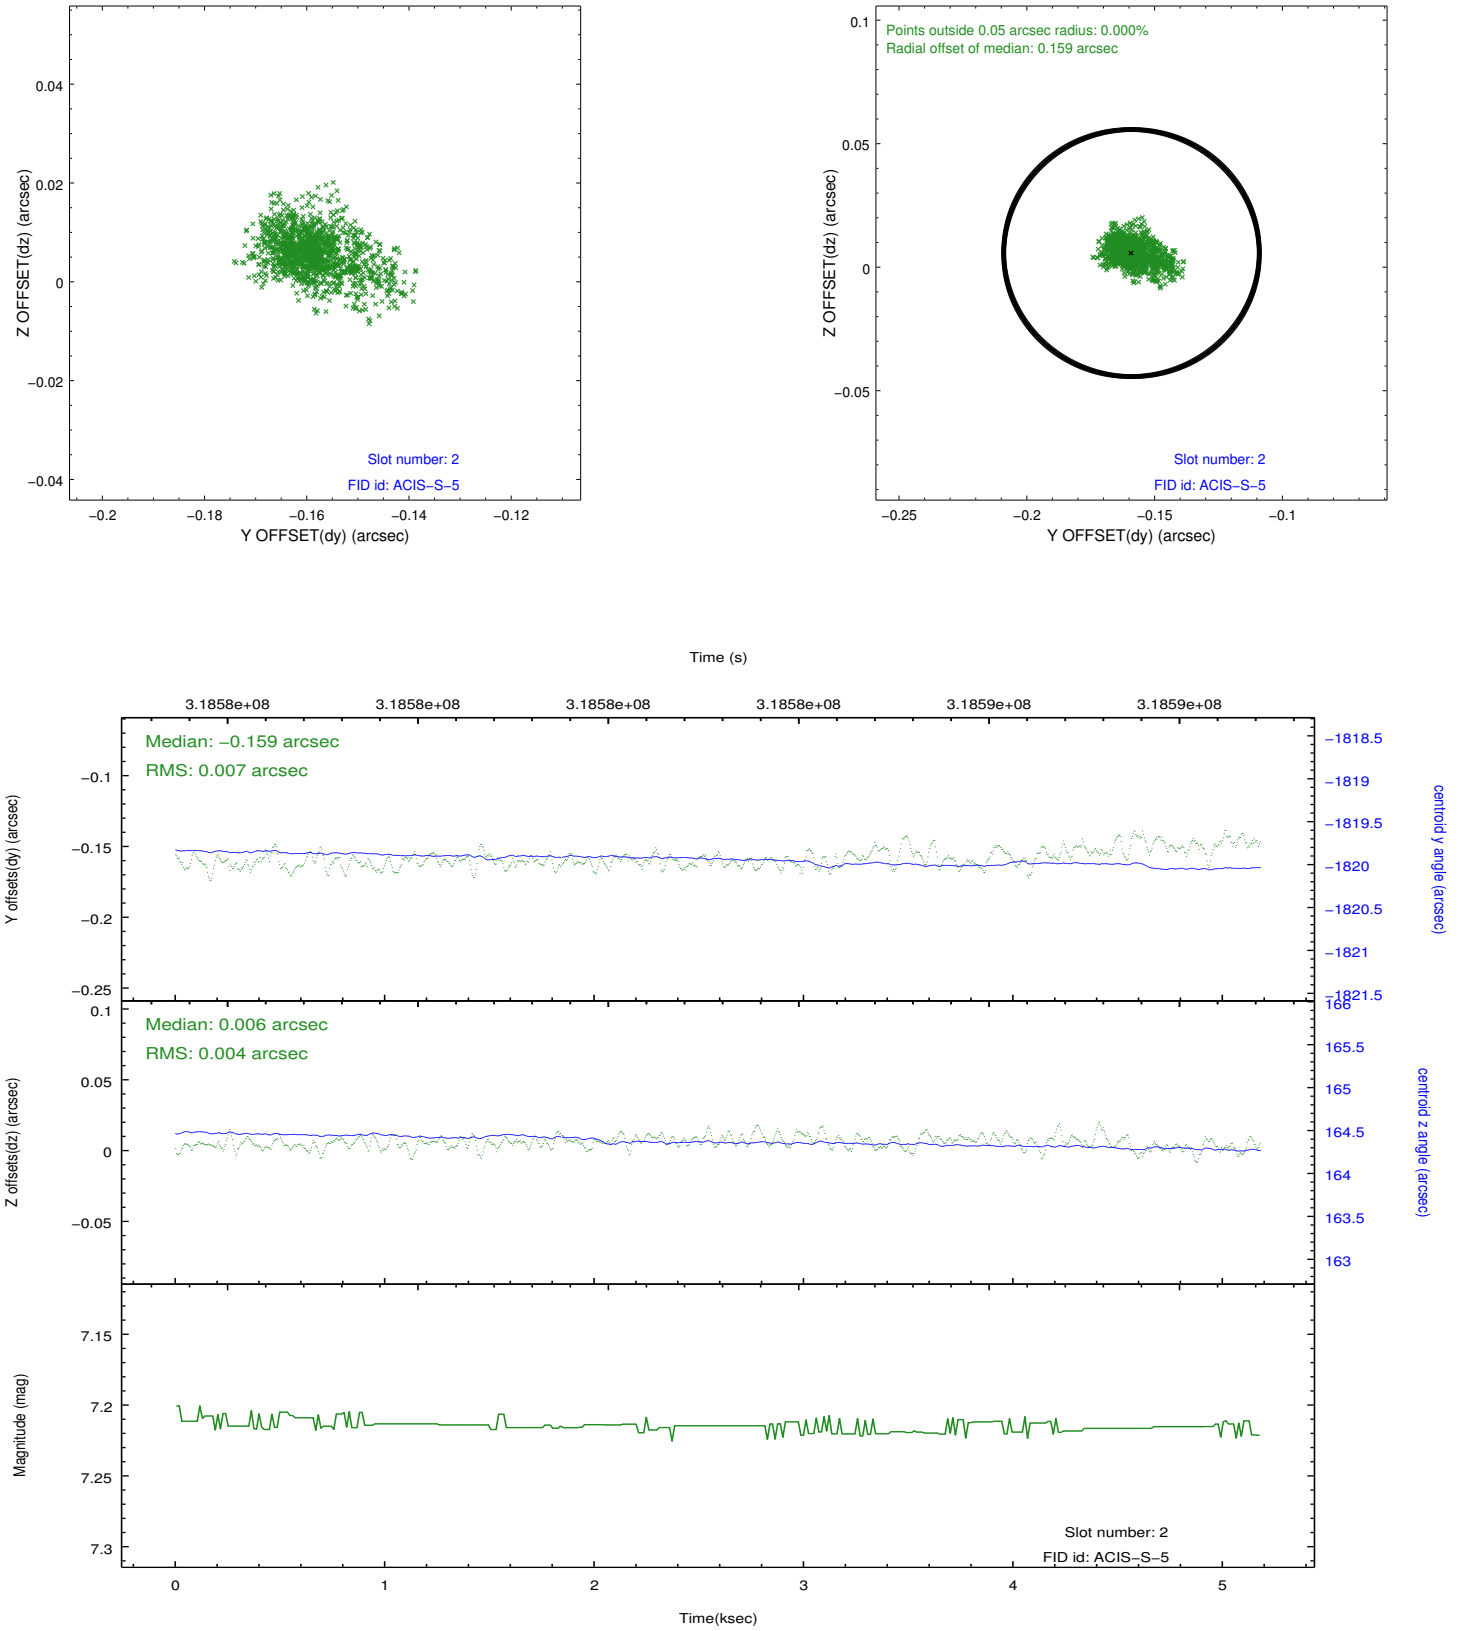 0.04
0.02
0
−0.02
−0.04
Z OFFSET(dz) (arcsec)
Slot number: 2
FID id: ACIS−S−5
−0.2
−0.18
−0.16
−0.14
−0.12
Y OFFSET(dy) (arcsec)
Points outside 0.05 arcsec radius: 0.000%
Radial offset of median: 0.159 arcsec
0.1
0.05
0
−0.05
Z OFFSET(dz) (arcsec)
Slot number: 2
FID id: ACIS−S−5
−0.25
−0.2
−0.15
−0.1
Y OFFSET(dy) (arcsec)
Time (s)
3.1858e+08
3.1858e+08
3.1858e+08
3.1858e+08
3.1859e+08
3.1859e+08
Median: −0.159 arcsec
RMS: 0.007 arcsec
−0.1
−0.15
−0.2
−0.25
Y offsets(dy) (arcsec)
−1818.5
−1819
−1819.5
−1820
−1820.5
−1821
−1821.5
centroid y angle (arcsec)
Median: 0.006 arcsec
RMS: 0.004 arcsec
0.1
0.05
0
−0.05
Z offsets(dz) (arcsec)
166
165.5
165
164.5
164
163.5
163
centroid z angle (arcsec)
7.15
7.2
7.25
7.3
Magnitude (mag)
Slot number: 2
FID id: ACIS−S−5
0
1
2
3
4
5
Time(ksec)